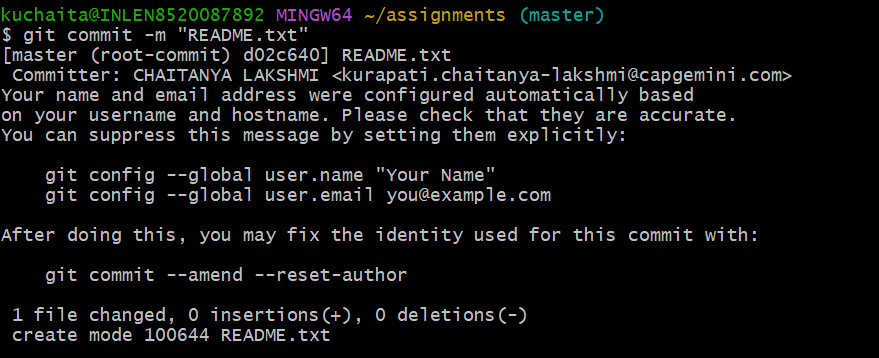 kuchaita@INLEN8520087892 MINGW64 ~/assignments (master)
$ git commit -m "README.txt"
[master (root-commit) d02c640] README.txt
 Committer: CHAITANYA LAKSHMI <kurapati.chaitanya-lakshmi@capgemini.com>
Your name and email address were configured automatically based
on your username and hostname. Please check that they are accurate.
You can suppress this message by setting them explicitly:

    git config --global user.name "Your Name"
    git config --global user.email you@example.com

After doing this, you may fix the identity used for this commit with:

    git commit --amend --reset-author

 1 file changed, 0 insertions(+), 0 deletions(-)
 create mode 100644 README.txt